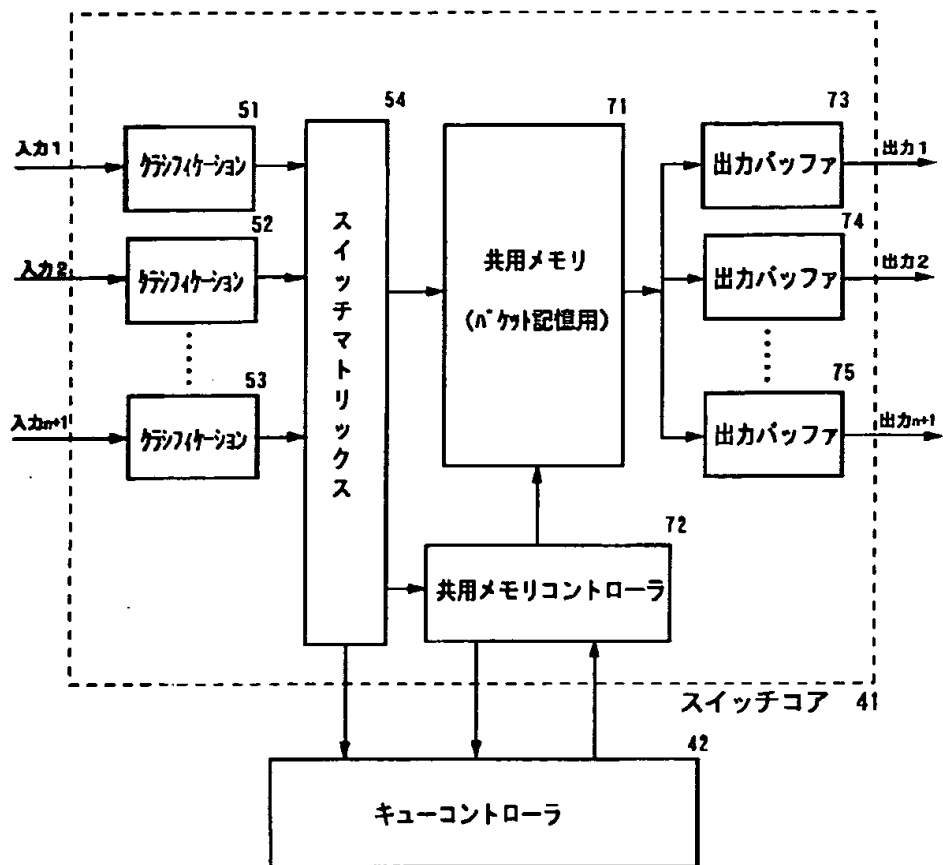 51
54
71
73
入力1
クラシフィケーション
出力バッファ
出力1
52
74
入力2
クラシフィケーション
スイッチマトリックス
共用メモリ
(パケット記憶用)
出力バッファ
出力2
53
75
入力n+1
クラシフィケーション
出力バッファ
出力n+1
72
共用メモリコントローラ
スイッチコア 41
42
キューコントローラ